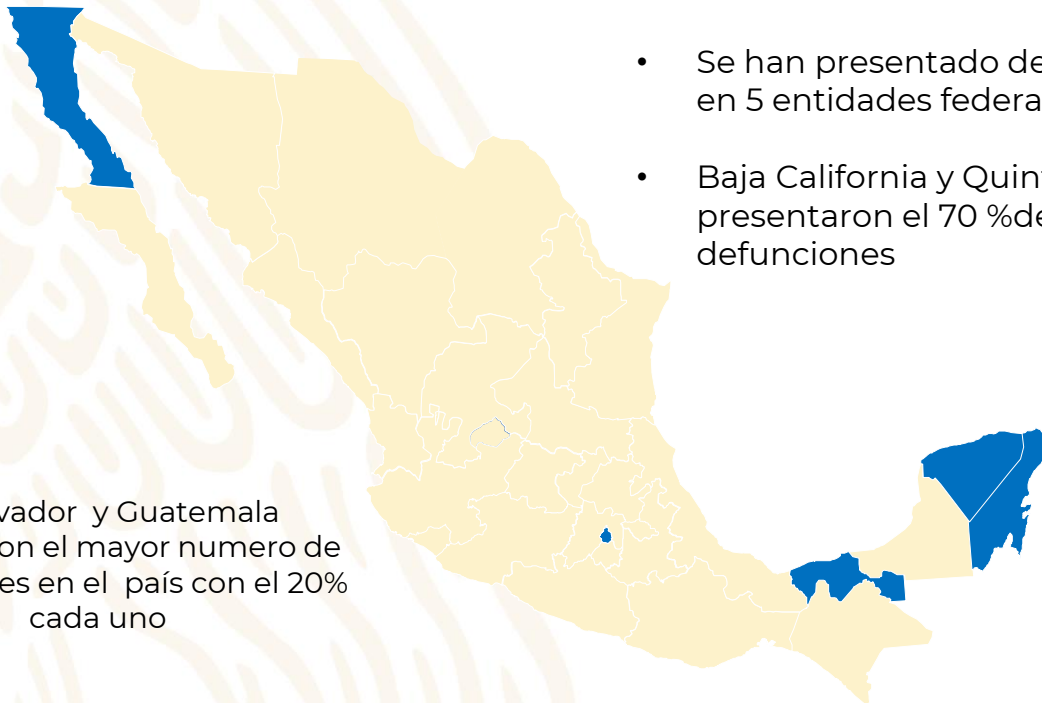 • Se han presentado de
en 5 entidades federa
• Baja California y Quin
presentaron el 70 %de
defunciones
vador y Guatemala
on el mayor numero de
es en el país con el 20%
cada uno